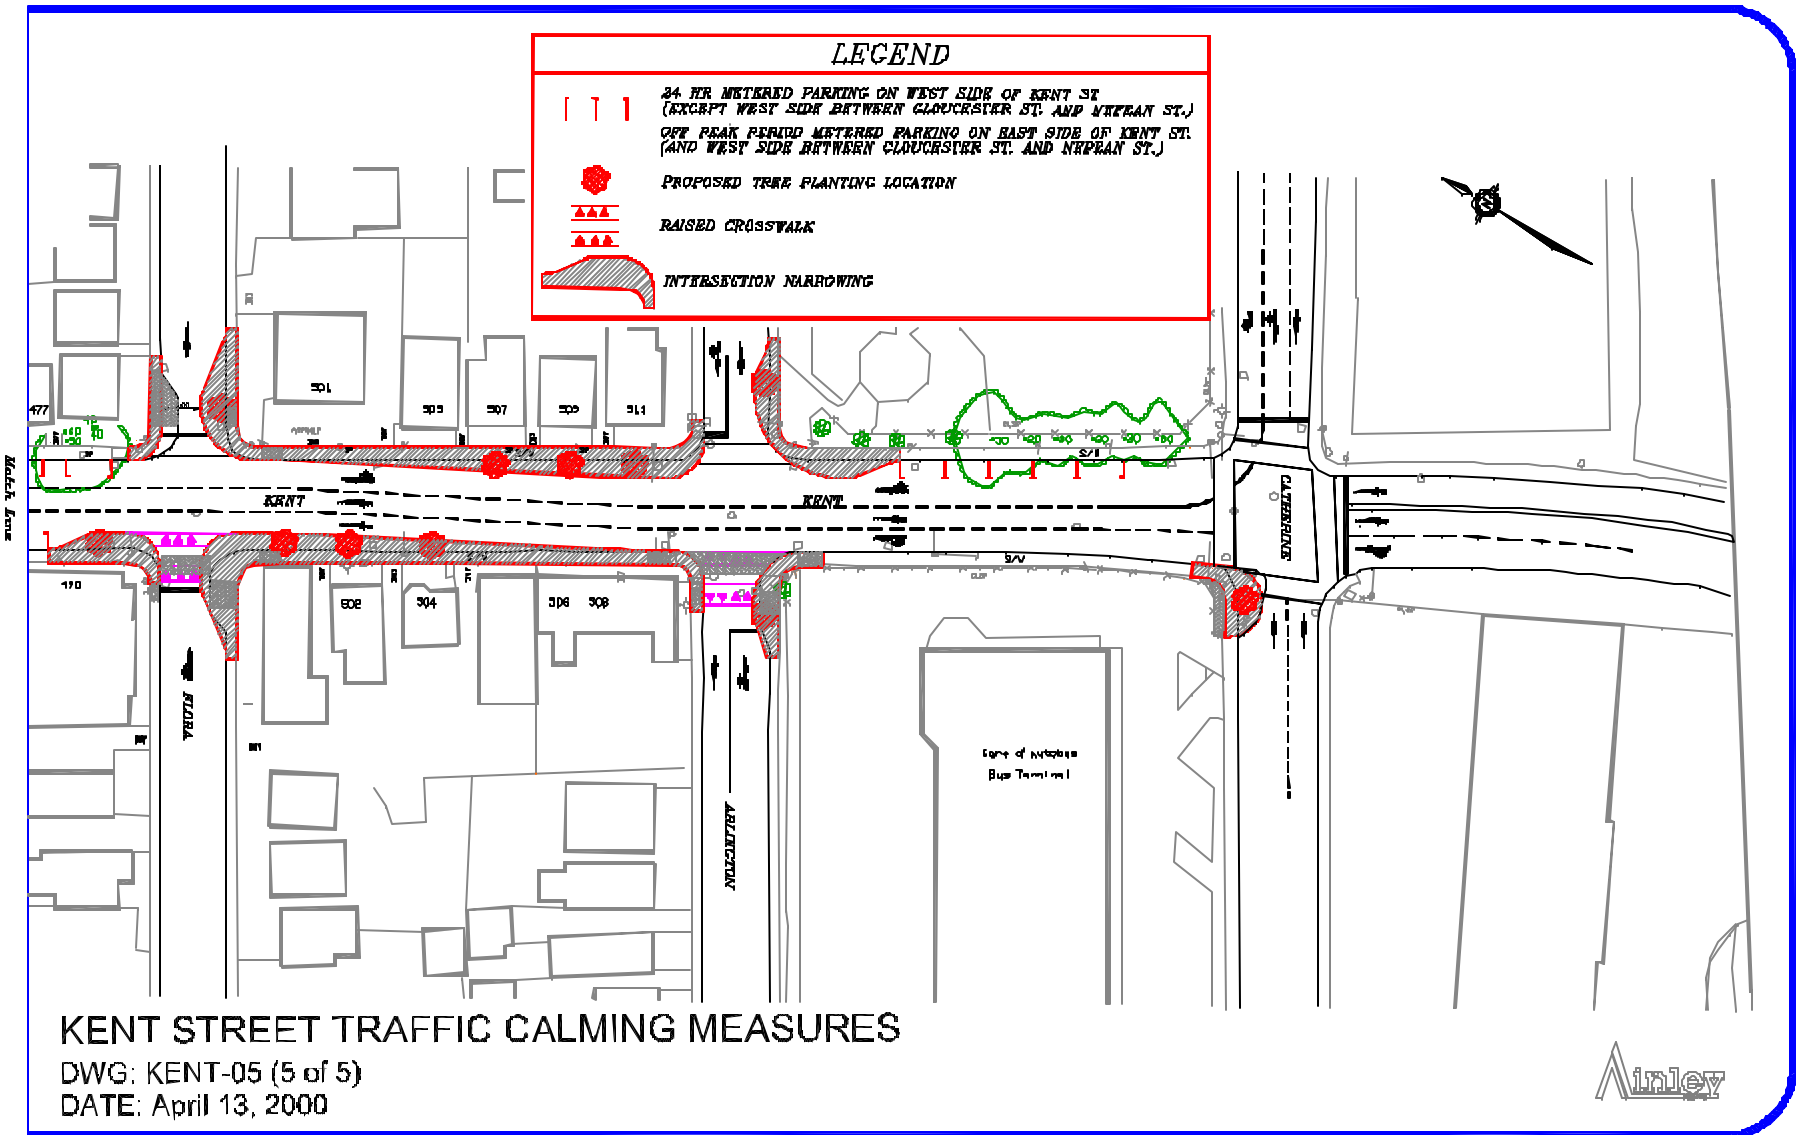 LEGEND
24 HR METERED PARKING ON WEST SIDE OF KENT ST
(EXCEPT WEST SIDE BETWEEN GLOUCESTER ST. AND NEPEAN ST.)
OFF PEAK PERIOD METERED PARKING ON EAST SIDE OF KENT ST.
(AND WEST SIDE BETWEEN GLOUCESTER ST. AND NEPEAN ST.)
PROPOSED TREE PLANTING LOCATION
RAISED CROSSWALK
INTERSECTION NARROWING
477
501
505
507
509
511
KENT
KENT
CATHERINE
Match Line
470
502
504
506
508
FLORA
ARLINGTON
Bus Terminal
KENT STREET TRAFFIC CALMING MEASURES
DWG: KENT-05 (5 of 5)
DATE: April 13, 2000
Ainley